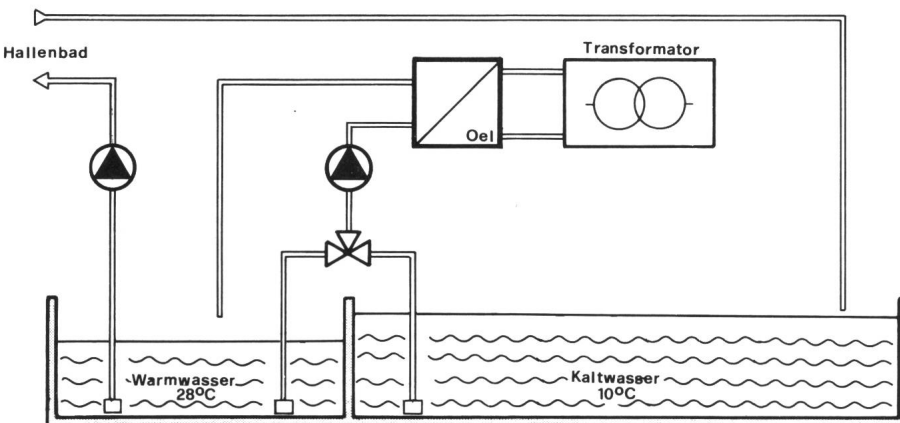 Hallenbad
Transformator
Oel
Warmwasser
28°C
Kaltwasser
10°C